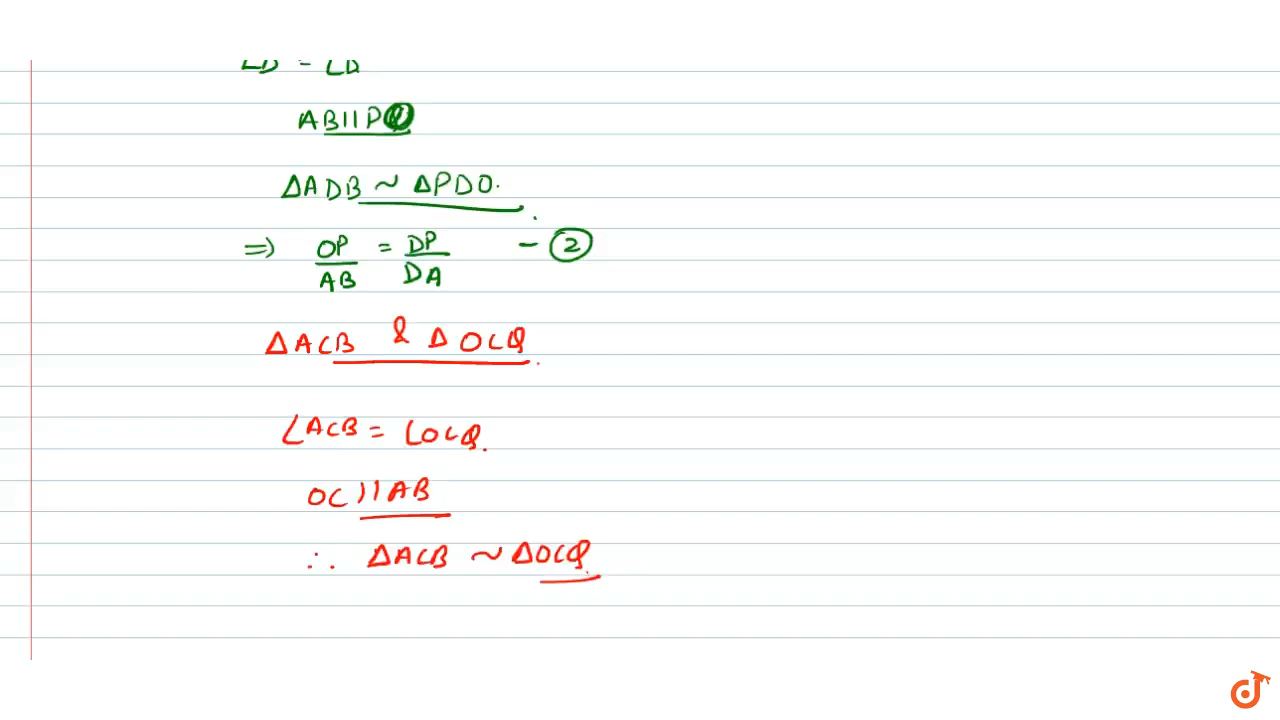 ∠D = ∠D
AB||PQ
ΔADB ~ ΔPDO.
=> OP/AB = DP/DA - ②
ΔACB & ΔOCQ.
∠ACB = ∠OCQ.
OC||AB
∴ ΔACB ~ ΔOCQ.